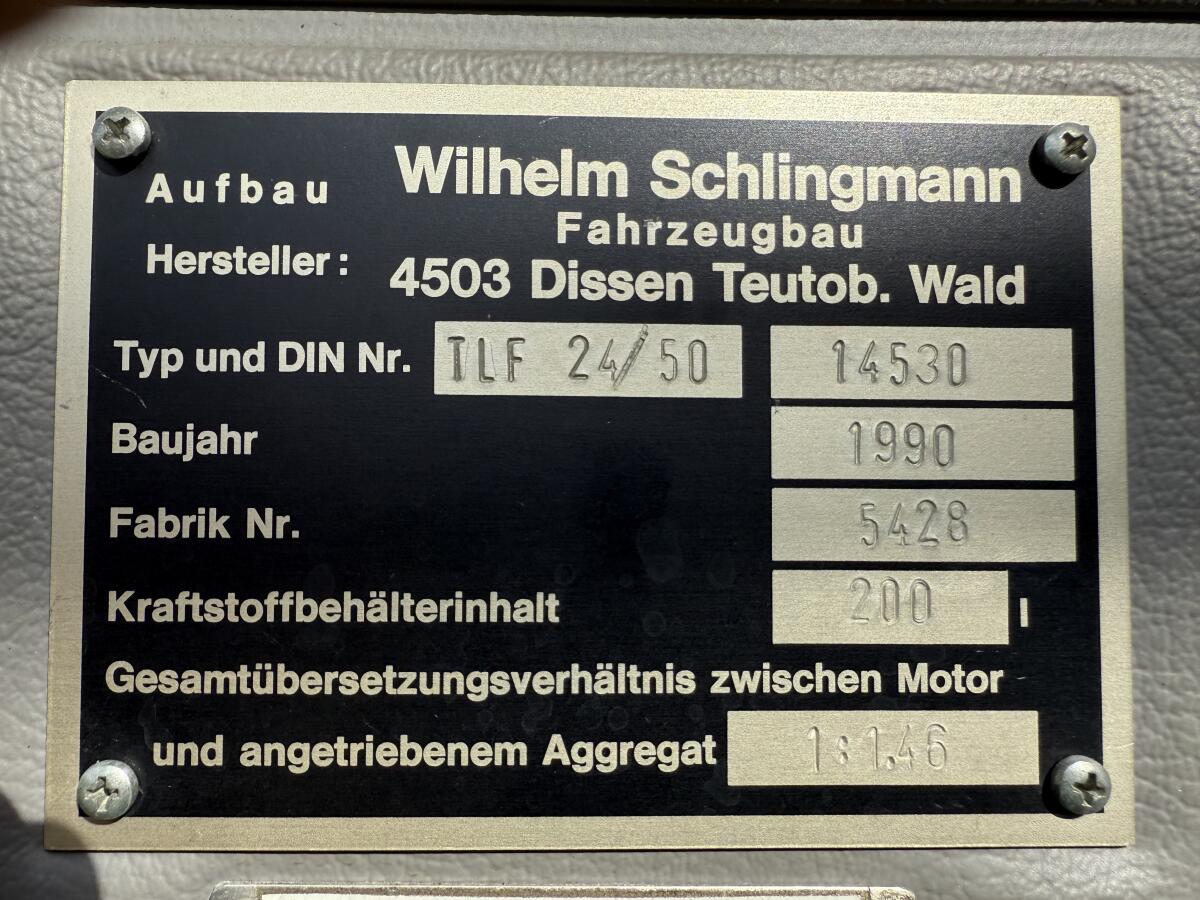 Aufbau
Hersteller:
Wilhelm Schlingmann
Fahrzeugbau
4503 Dissen Teutob. Wald
Typ und DIN Nr. TLF 24/50 14530
Baujahr 1990
Fabrik Nr. 5428
Kraftstoffbehälterinhalt 200 l
Gesamtübersetzungsverhältnis zwischen Motor
und angetriebenem Aggregat 1:1.46